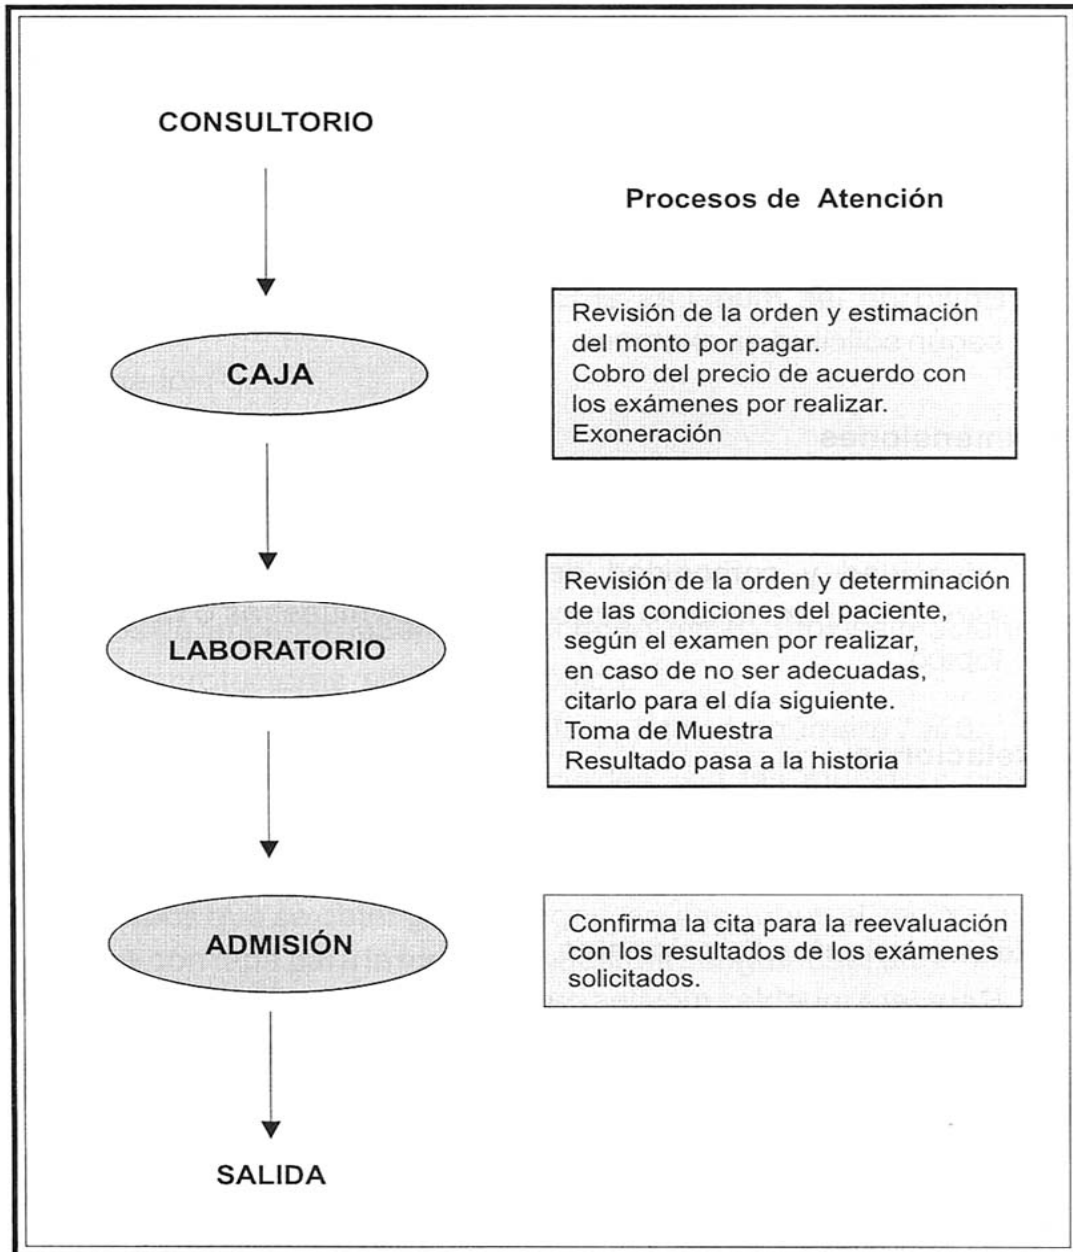 CONSULTORIO
Procesos de Atención
CAJA
Revisión de la orden y estimación
del monto por pagar.
Cobro del precio de acuerdo con
los exámenes por realizar.
Exoneración
LABORATORIO
Revisión de la orden y determinación
de las condiciones del paciente,
según el examen por realizar,
en caso de no ser adecuadas,
citarlo para el día siguiente.
Toma de Muestra
Resultado pasa a la historia
ADMISIÓN
Confirma la cita para la reevaluación
con los resultados de los exámenes
solicitados.
SALIDA